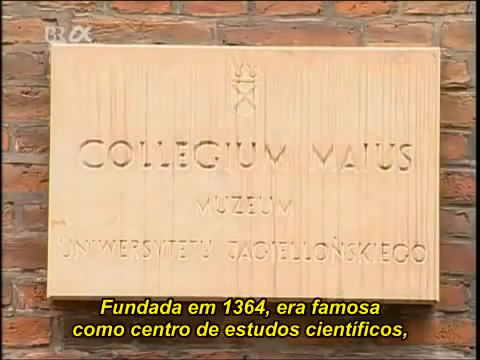 BR α
COLLEGIUM MAIUS
MUZEUM
UNIWERSYTETU JAGIELLOŃSKIEGO
Fundada em 1364, era famosa
como centro de estudos científicos,